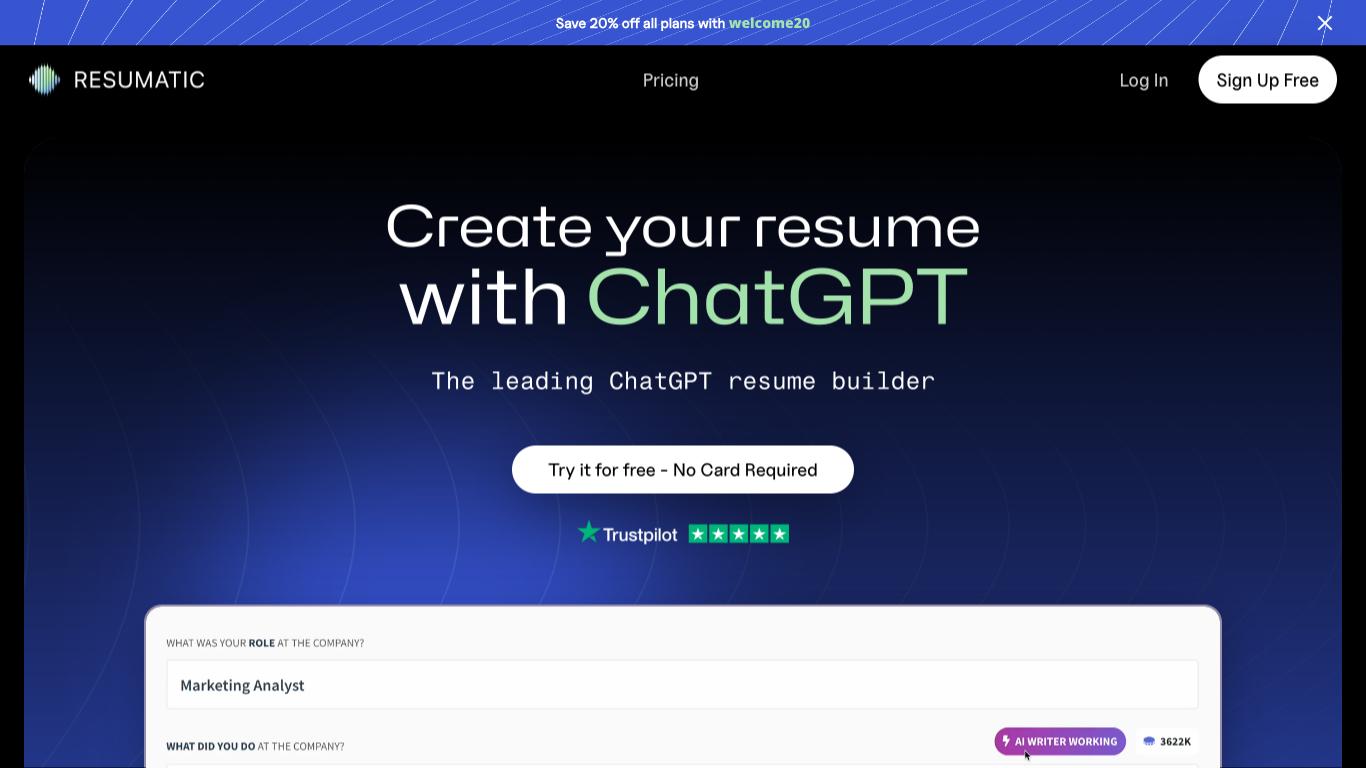 Save 20% off all plans with welcome20
RESUMATIC
Pricing
Log In
Sign Up Free
Create your resume
with ChatGPT
The leading ChatGPT resume builder
Try it for free - No Card Required
Trustpilot
WHAT WAS YOUR ROLE AT THE COMPANY?
Marketing Analyst
WHAT DID YOU DO AT THE COMPANY?
AI WRITER WORKING
3622K